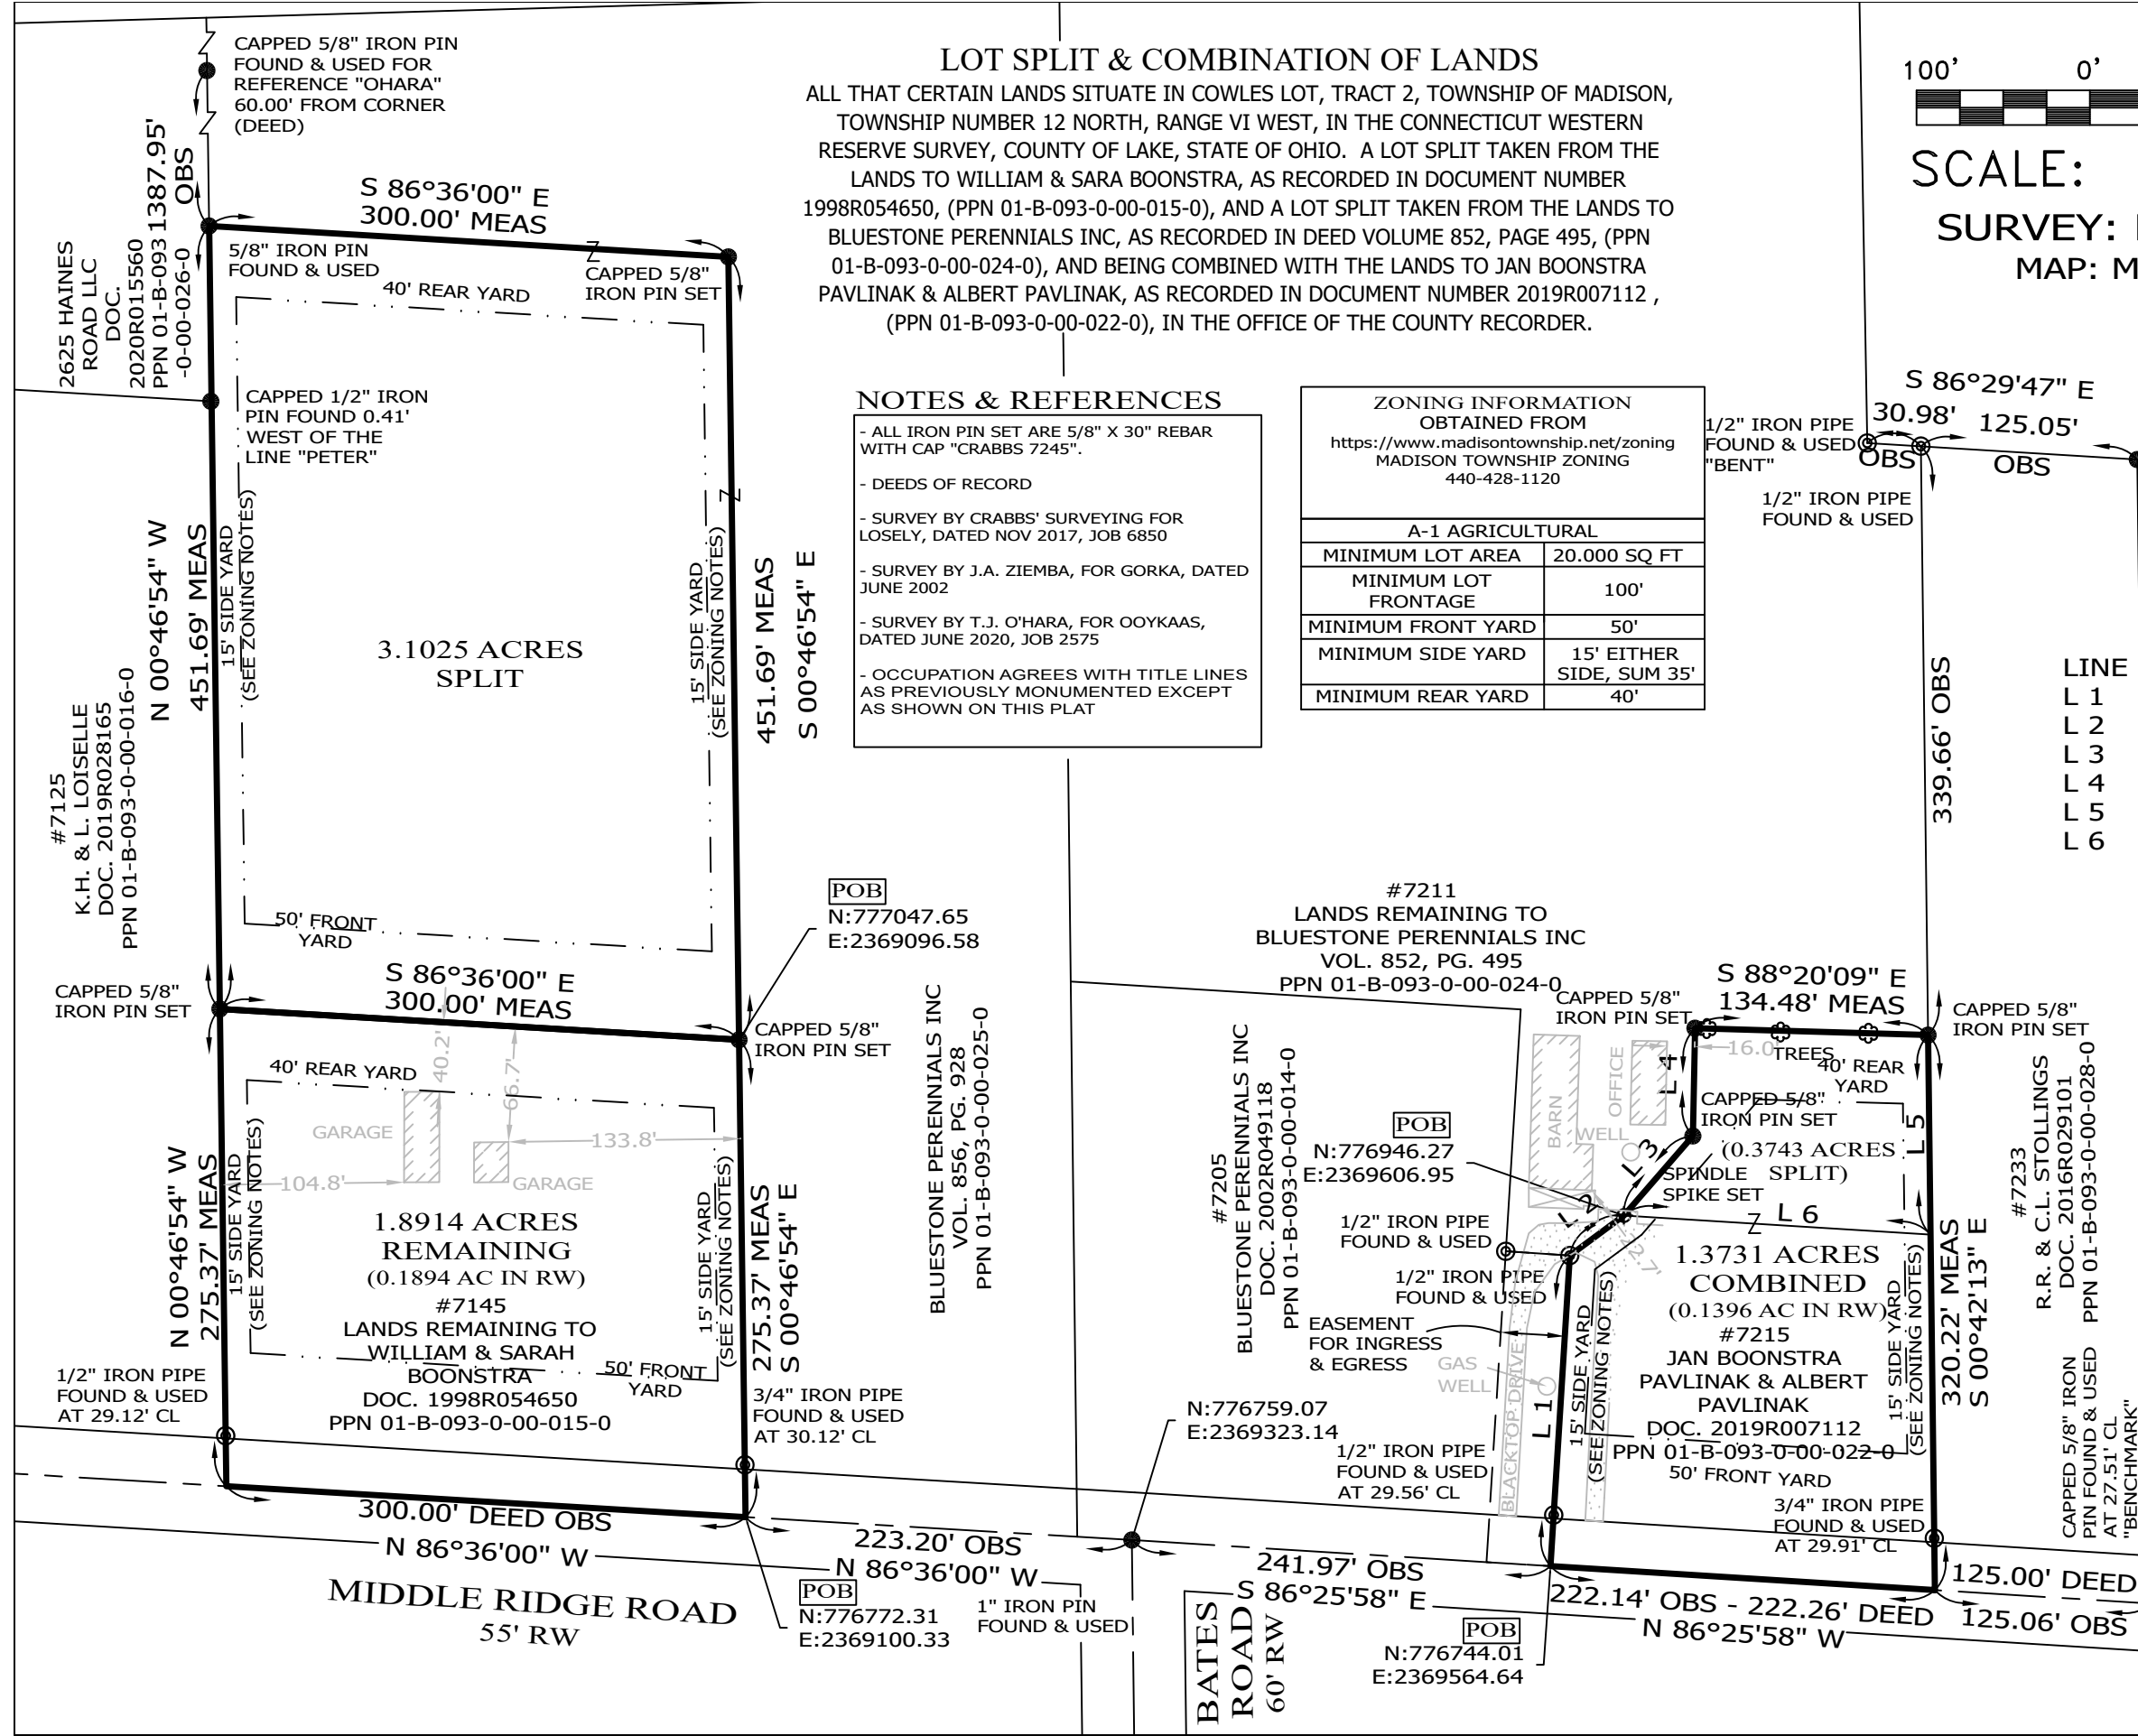 LOT SPLIT & COMBINATION OF LANDS
ALL THAT CERTAIN LANDS SITUATE IN COWLES LOT, TRACT 2, TOWNSHIP OF MADISON,
TOWNSHIP NUMBER 12 NORTH, RANGE VI WEST, IN THE CONNECTICUT WESTERN
RESERVE SURVEY, COUNTY OF LAKE, STATE OF OHIO. A LOT SPLIT TAKEN FROM THE
LANDS TO WILLIAM & SARA BOONSTRA, AS RECORDED IN DOCUMENT NUMBER
1998R054650, (PPN 01-B-093-0-00-015-0), AND A LOT SPLIT TAKEN FROM THE LANDS TO
BLUESTONE PERENNIALS INC, AS RECORDED IN DEED VOLUME 852, PAGE 495, (PPN
01-B-093-0-00-024-0), AND BEING COMBINED WITH THE LANDS TO JAN BOONSTRA
PAVLINAK & ALBERT PAVLINAK, AS RECORDED IN DOCUMENT NUMBER 2019R007112 ,
(PPN 01-B-093-0-00-022-0), IN THE OFFICE OF THE COUNTY RECORDER.
100' 0'
SCALE:
SURVEY:
MAP: M
CAPPED 5/8" IRON PIN
FOUND & USED FOR
REFERENCE "OHARA"
60.00' FROM CORNER
(DEED)
1387.95'
OBS
2625 HAINES
ROAD LLC
DOC.
2020R015560
PPN 01-B-093
-0-00-026-0
S 86°36'00" E
300.00' MEAS
5/8" IRON PIN
FOUND & USED
Z
CAPPED 5/8"
IRON PIN SET
40' REAR YARD
CAPPED 1/2" IRON
PIN FOUND 0.41'
WEST OF THE
LINE "PETER"
N 00°46'54" W
451.69' MEAS
15' SIDE YARD
(SEE ZONING NOTES)
3.1025 ACRES
SPLIT
15' SIDE YARD
(SEE ZONING NOTES)
Z
451.69' MEAS
S 00°46'54" E
#7125
K.H. & L. LOISELLE
DOC. 2019R028165
PPN 01-B-093-0-00-016-0
50' FRONT
YARD
POB
N:777047.65
E:2369096.58
NOTES & REFERENCES
- ALL IRON PIN SET ARE 5/8" X 30" REBAR
WITH CAP "CRABBS 7245".
- DEEDS OF RECORD
- SURVEY BY CRABBS' SURVEYING FOR
LOSELY, DATED NOV 2017, JOB 6850
- SURVEY BY J.A. ZIEMBA, FOR GORKA, DATED
JUNE 2002
- SURVEY BY T.J. O'HARA, FOR OOYKAAS,
DATED JUNE 2020, JOB 2575
- OCCUPATION AGREES WITH TITLE LINES
AS PREVIOUSLY MONUMENTED EXCEPT
AS SHOWN ON THIS PLAT
ZONING INFORMATION
OBTAINED FROM
https://www.madisontownship.net/zoning
MADISON TOWNSHIP ZONING
440-428-1120
A-1 AGRICULTURAL
MINIMUM LOT AREA 20.000 SQ FT
MINIMUM LOT
FRONTAGE 100'
MINIMUM FRONT YARD 50'
MINIMUM SIDE YARD 15' EITHER
SIDE, SUM 35'
MINIMUM REAR YARD 40'
S 86°29'47" E
30.98' 125.05'
OBS OBS
1/2" IRON PIPE
FOUND & USED
"BENT"
1/2" IRON PIPE
FOUND & USED
339.66' OBS
LINE
L 1
L 2
L 3
L 4
L 5
L 6
CAPPED 5/8"
IRON PIN SET
S 86°36'00" E
300.00' MEAS
CAPPED 5/8"
IRON PIN SET
40' REAR YARD
40.2'
66.7'
GARAGE
133.8'
104.8'
GARAGE
N 00°46'54" W
275.37' MEAS
15' SIDE YARD
(SEE ZONING NOTES)
1.8914 ACRES
REMAINING
(0.1894 AC IN RW)
#7145
LANDS REMAINING TO
WILLIAM & SARAH
BOONSTRA
DOC. 1998R054650
PPN 01-B-093-0-00-015-0
50' FRONT
YARD
15' SIDE YARD
(SEE ZONING NOTES)
275.37' MEAS
S 00°46'54" E
1/2" IRON PIPE
FOUND & USED
AT 29.12' CL
3/4" IRON PIPE
FOUND & USED
AT 30.12' CL
BLUESTONE PERENNIALS INC
VOL. 856, PG. 928
PPN 01-B-093-0-00-025-0
#7211
LANDS REMAINING TO
BLUESTONE PERENNIALS INC
VOL. 852, PG. 495
PPN 01-B-093-0-00-024-0
S 88°20'09" E
134.48' MEAS
CAPPED 5/8"
IRON PIN SET
CAPPED 5/8"
IRON PIN SET
16.0
TREES
40' REAR
YARD
BARN
OFFICE
WELL
L 4
CAPPED 5/8"
IRON PIN SET
L 3
(0.3743 ACRES
SPLIT)
SPINDLE
SPIKE SET
L 5
L 2
L 6
Z
42.7'
#7205
BLUESTONE PERENNIALS INC
DOC. 2002R049118
PPN 01-B-093-0-00-014-0
POB
N:776946.27
E:2369606.95
1/2" IRON PIPE
FOUND & USED
1/2" IRON PIPE
FOUND & USED
EASEMENT
FOR INGRESS
& EGRESS
GAS
WELL
BLACKTOP DRIVE
L 1
15' SIDE YARD
(SEE ZONING NOTES)
1.3731 ACRES
COMBINED
(0.1396 AC IN RW)
#7215
JAN BOONSTRA
PAVLINAK & ALBERT
PAVLINAK
DOC. 2019R007112
PPN 01-B-093-0-00-022-0
50' FRONT YARD
15' SIDE YARD
(SEE ZONING NOTES)
320.22' MEAS
S 00°42'13" E
#7233
R.R. & C.L. STOLLINGS
DOC. 2016R029101
PPN 01-B-093-0-00-028-0
CAPPED 5/8" IRON
PIN FOUND & USED
AT 27.51' CL
"BENCHMARK"
N:776759.07
E:2369323.14
1/2" IRON PIPE
FOUND & USED
AT 29.56' CL
3/4" IRON PIPE
FOUND & USED
AT 29.91' CL
300.00' DEED OBS
N 86°36'00" W
MIDDLE RIDGE ROAD
55' RW
223.20' OBS
N 86°36'00" W
POB
N:776772.31
E:2369100.33
1" IRON PIN
FOUND & USED
BATES
ROAD
60' RW
241.97' OBS
S 86°25'58" E
POB
N:776744.01
E:2369564.64
222.14' OBS - 222.26' DEED
N 86°25'58" W
125.00' DEED
125.06' OBS